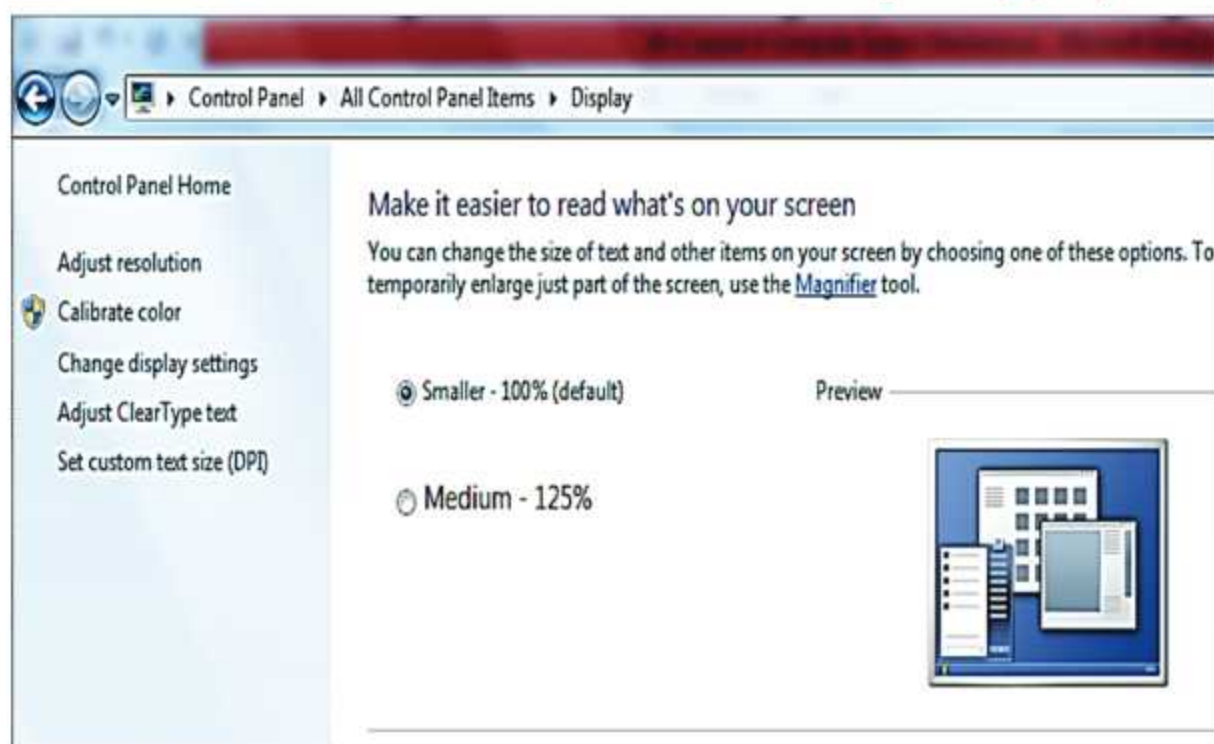 Control Panel ▸ All Control Panel Items ▸ Display
Control Panel Home
Adjust resolution
Calibrate color
Change display settings
Adjust ClearType text
Set custom text size (DPI)
Make it easier to read what's on your screen
You can change the size of text and other items on your screen by choosing one of these options. To
temporarily enlarge just part of the screen, use the Magnifier tool.
Smaller - 100% (default)
Preview
Medium - 125%